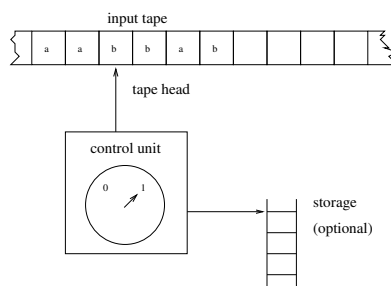 input tape
a a b b a b
tape head
control unit
0 1
storage
(optional)